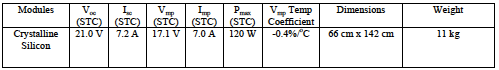 Modules Voc (STC) Isc (STC) Vmp (STC) Imp (STC) Pmax (STC) Vmp Temp Coefficient Dimensions Weight
Crystalline Silicon 21.0 V 7.2 A 17.1 V 7.0 A 120 W -0.4%/°C 66 cm x 142 cm 11 kg